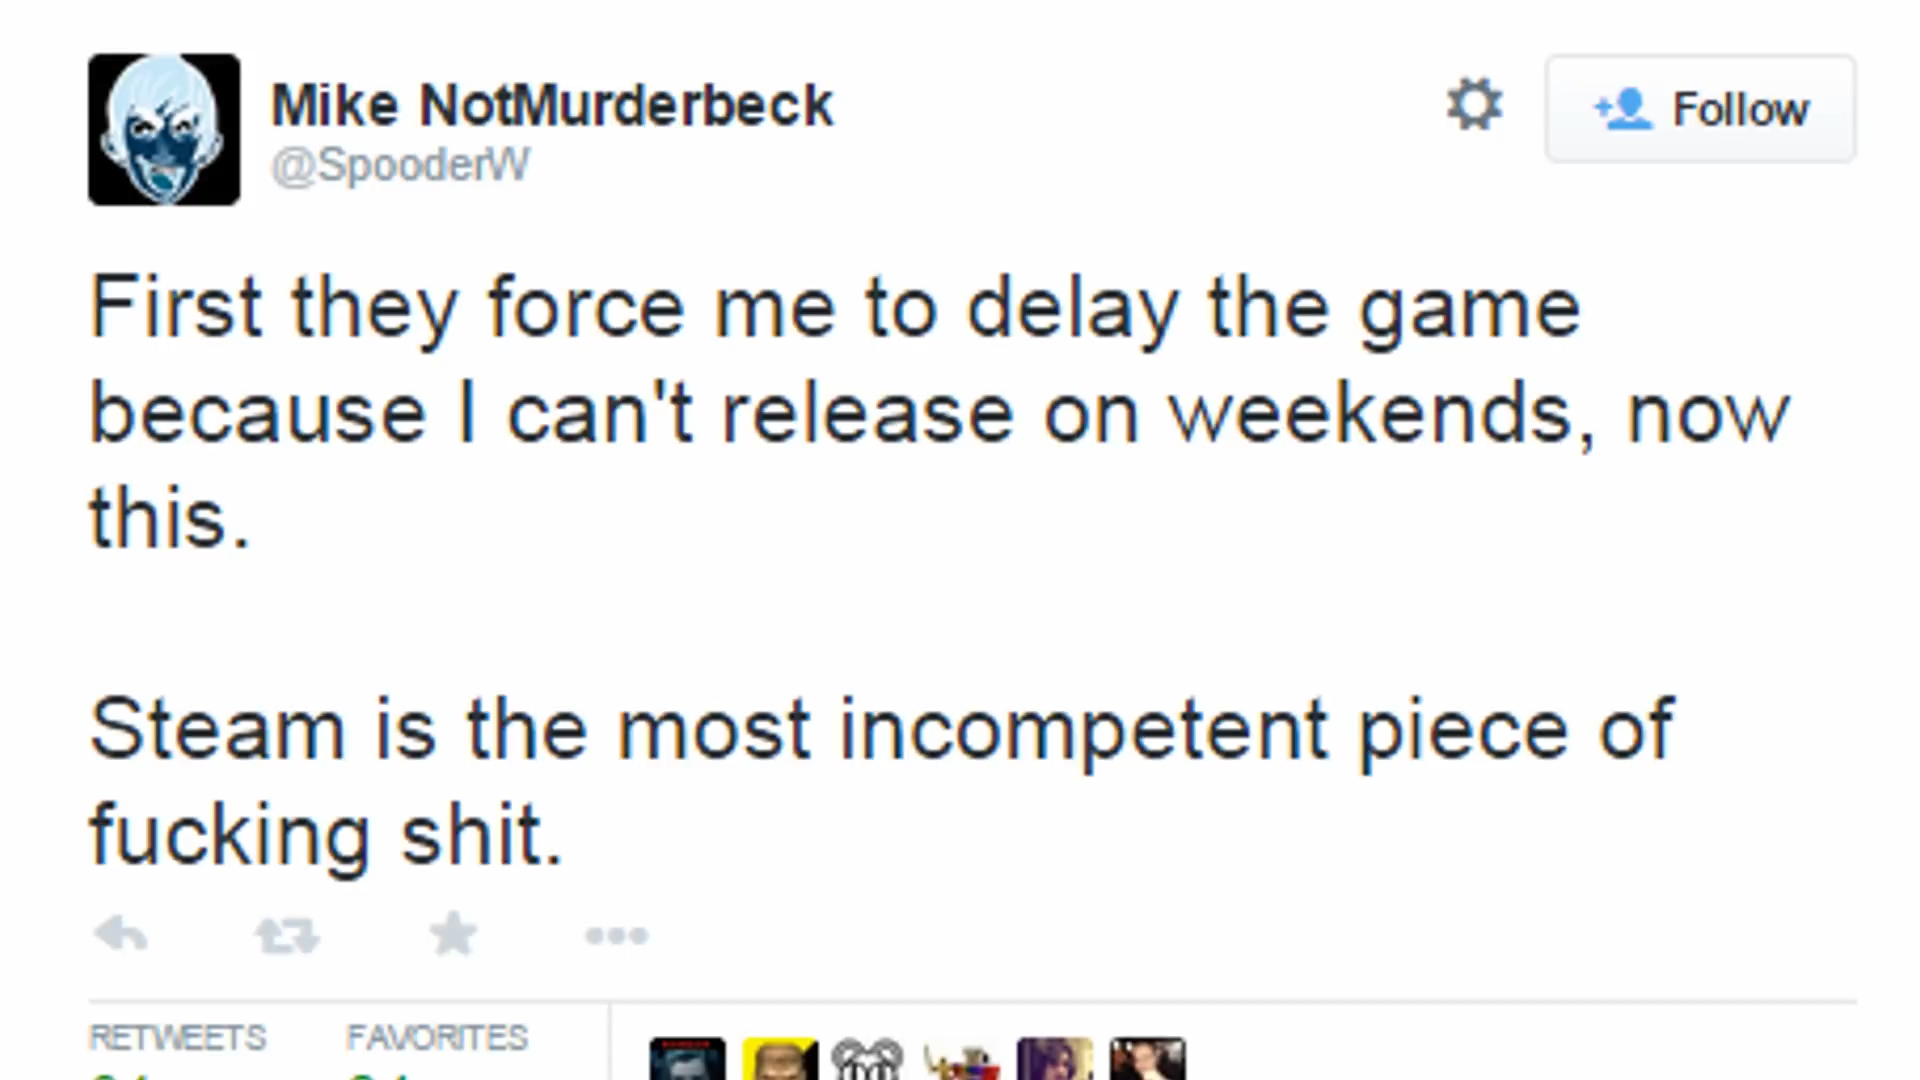 Mike NotMurderbeck
@SpooderW
Follow
First they force me to delay the game
because I can't release on weekends, now
this.
Steam is the most incompetent piece of
fucking shit.
RETWEETS
FAVORITES